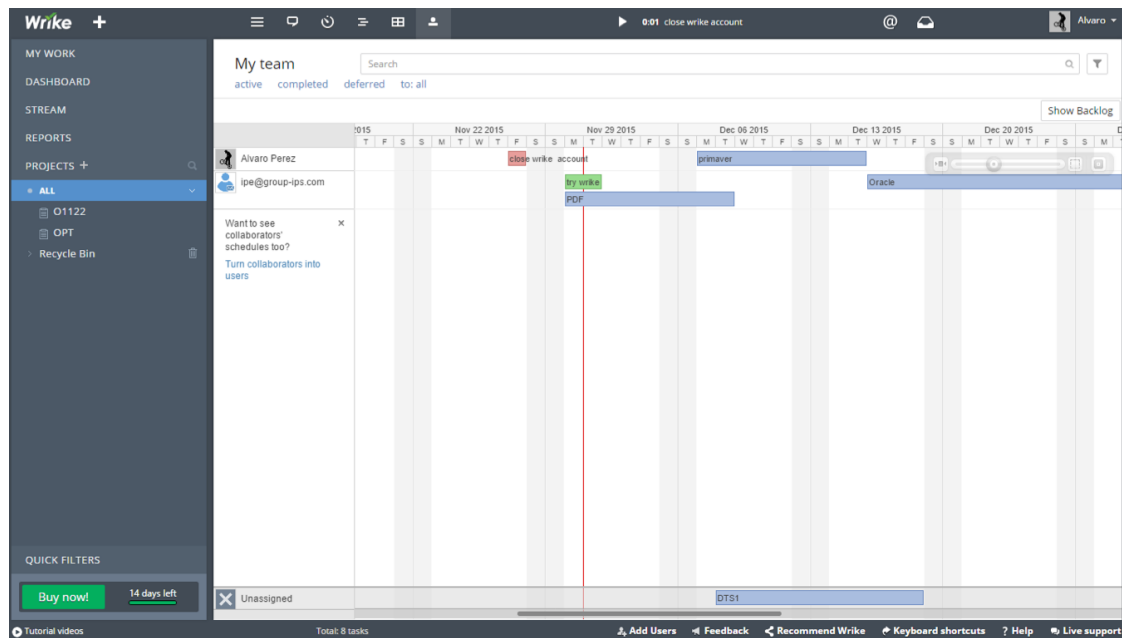 Wrike +
0:01 close wrike account
@
Alvaro
MY WORK
DASHBOARD
STREAM
REPORTS
PROJECTS +
ALL
O1122
OPT
Recycle Bin
QUICK FILTERS
Buy now!
14 days left
My team
Search
active completed deferred to: all
Show Backlog
2015 Nov 22 2015 Nov 29 2015 Dec 06 2015 Dec 13 2015 Dec 20 2015 D
T F S S M T W T F S S M T W T F S S M T W T F S S M T W T F S S M T W T F S S M
Alvaro Perez
close wrike account
primaver
ipe@group-ips.com
try wrike
Oracle
PDF
Want to see
collaborators'
schedules too?
Turn collaborators into
users
Unassigned
DTS1
Tutorial videos
Total: 8 tasks
Add Users
Feedback
Recommend Wrike
Keyboard shortcuts
? Help
Live support